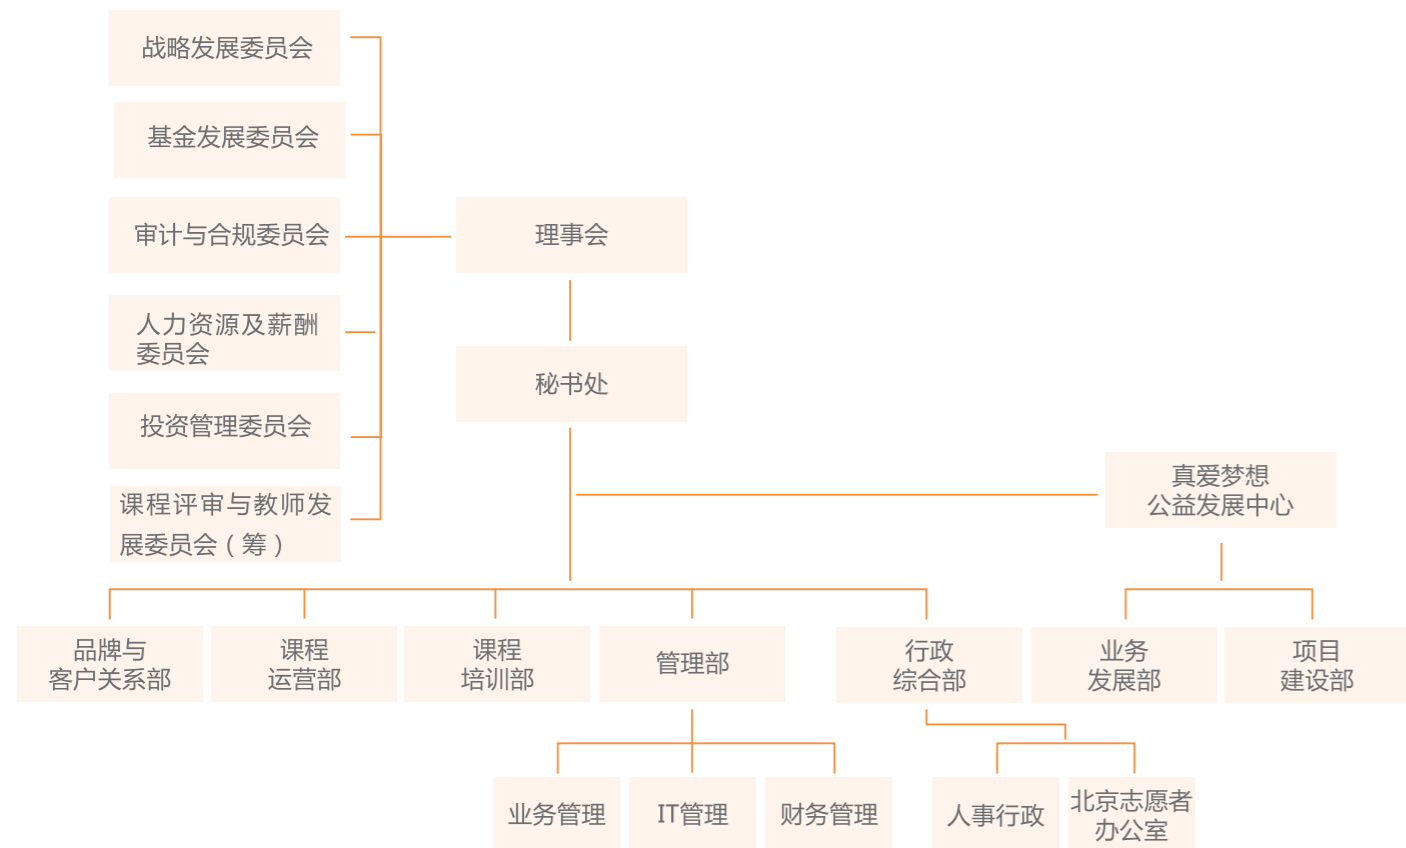 战略发展委员会
基金发展委员会
审计与合规委员会
理事会
人力资源及薪酬
委员会
秘书处
投资管理委员会
真爱梦想
公益发展中心
课程评审与教师发
展委员会（筹）
品牌与
客户关系部
课程
运营部
课程
培训部
管理部
行政
综合部
业务
发展部
项目
建设部
业务管理
IT管理
财务管理
人事行政
北京志愿者
办公室